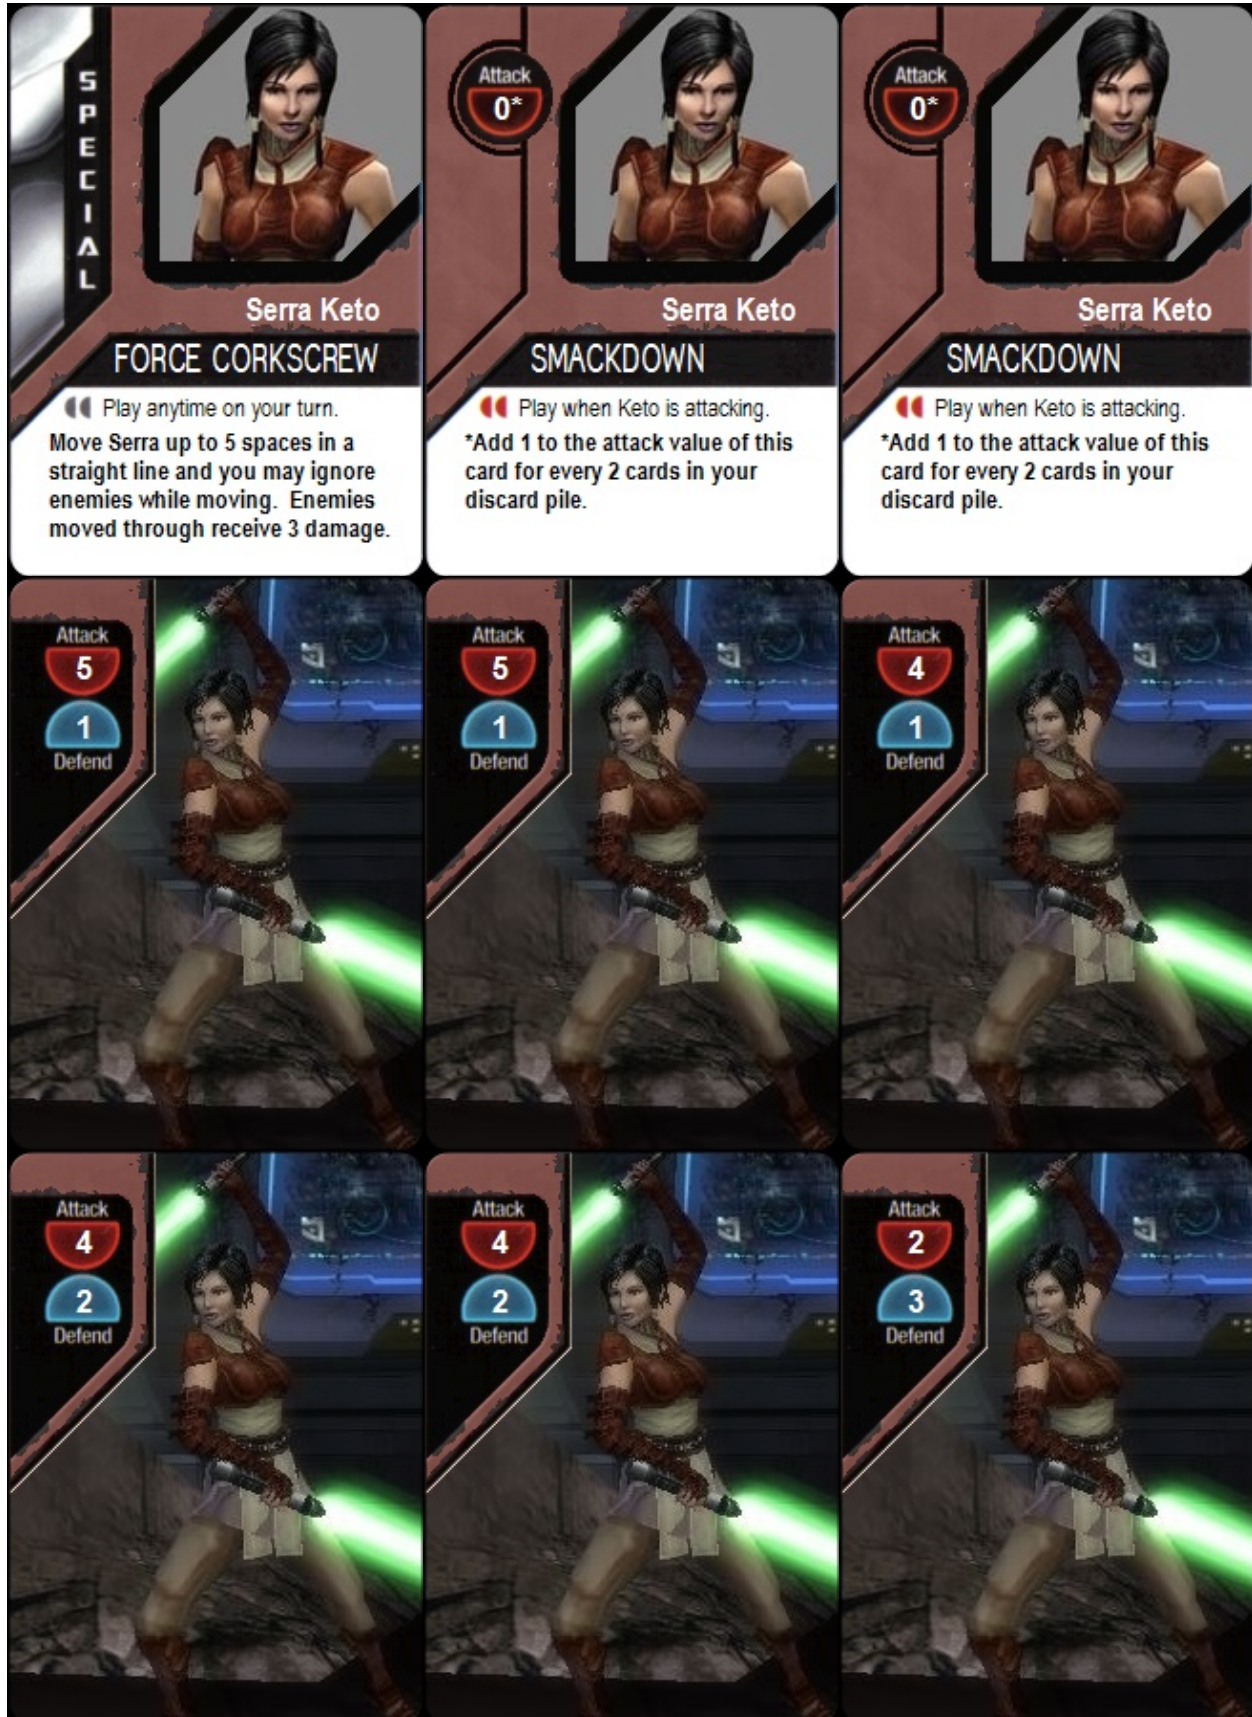 SPECIAL
Serra Keto
FORCE CORKSCREW
Play anytime on your turn.
Move Serra up to 5 spaces in a
straight line and you may ignore
enemies while moving. Enemies
moved through receive 3 damage.
Attack
0*
Serra Keto
SMACKDOWN
Play when Keto is attacking.
*Add 1 to the attack value of this
card for every 2 cards in your
discard pile.
Attack
0*
Serra Keto
SMACKDOWN
Play when Keto is attacking.
*Add 1 to the attack value of this
card for every 2 cards in your
discard pile.
Attack
5
1
Defend
Attack
5
1
Defend
Attack
4
1
Defend
Attack
4
2
Defend
Attack
4
2
Defend
Attack
2
3
Defend